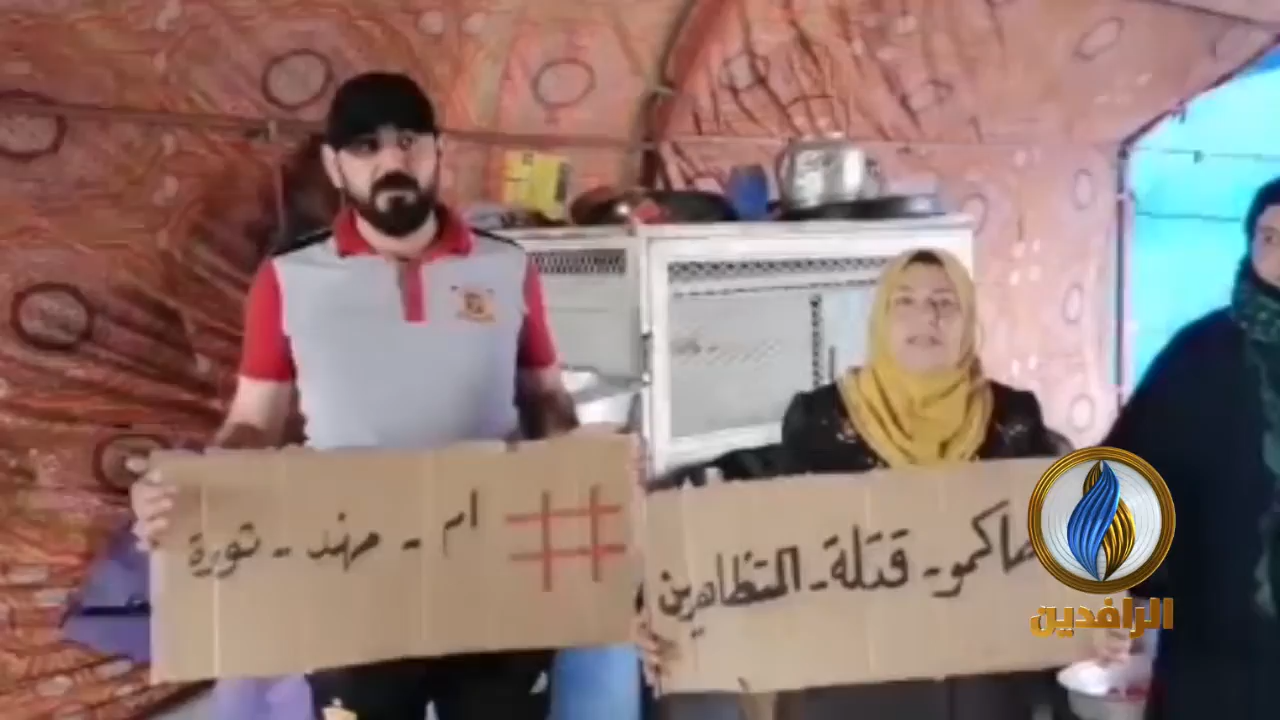 # ام - مهند - ثورة
حاكمو - قتلة - المتظاهرين
الرافدين